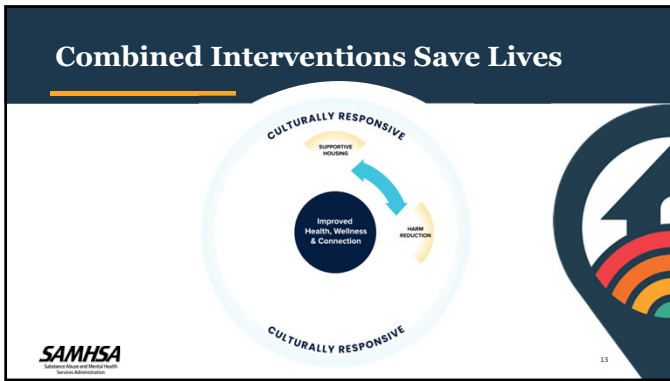 Combined Interventions Save Lives
CULTURALLY RESPONSIVE
SUPPORTIVE
HOUSING
Improved
Health, Wellness
& Connection
HARM
REDUCTION
CULTURALLY RESPONSIVE
SAMHSA
Substance Abuse and Mental Health
Services Administration
13